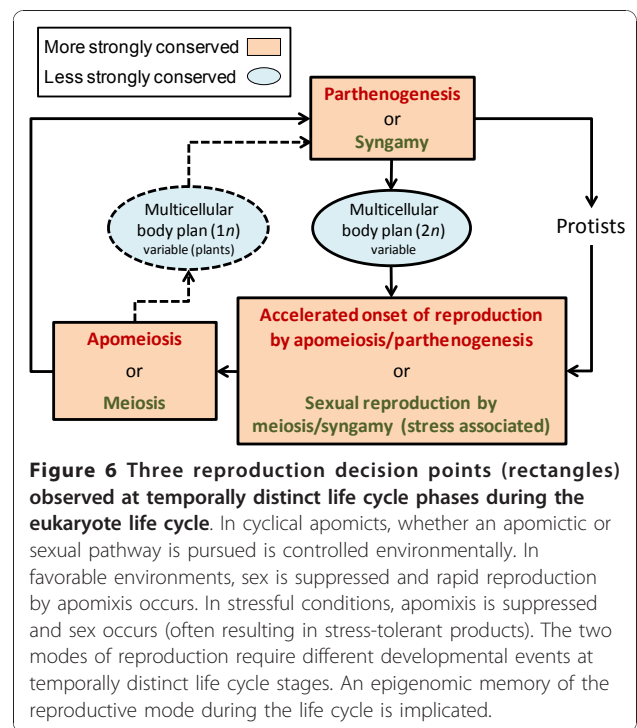 More strongly conserved
Less strongly conserved
Parthenogenesis
or
Syngamy
Multicellular
body plan (1n)
variable (plants)
Multicellular
body plan (2n)
variable
Protists
Apomeiosis
or
Meiosis
Accelerated onset of reproduction
by apomeiosis/parthenogenesis
or
Sexual reproduction by
meiosis/syngamy (stress associated)
Figure 6 Three reproduction decision points (rectangles)
observed at temporally distinct life cycle phases during the
eukaryote life cycle. In cyclical apomicts, whether an apomictic or
sexual pathway is pursued is controlled environmentally. In
favorable environments, sex is suppressed and rapid reproduction
by apomixis occurs. In stressful conditions, apomixis is suppressed
and sex occurs (often resulting in stress-tolerant products). The two
modes of reproduction require different developmental events at
temporally distinct life cycle stages. An epigenomic memory of the
reproductive mode during the life cycle is implicated.